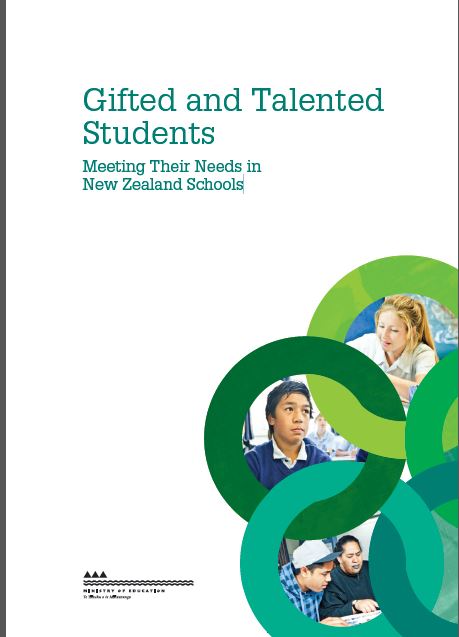 Gifted and Talented
Students
Meeting Their Needs in
New Zealand Schools
MINISTRY OF EDUCATION
Te Tāhuhu o te Mātauranga